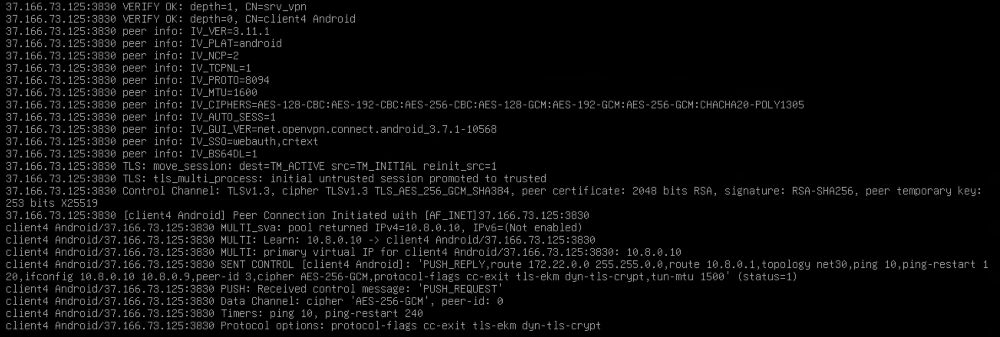 37.166.73.125:3830 VERIFY OK: depth=1, CN=srv_vpn
37.166.73.125:3830 VERIFY OK: depth=0, CN=client4 Android
37.166.73.125:3830 peer info: IV_VER=3.11.1
37.166.73.125:3830 peer info: IV_PLAT=android
37.166.73.125:3830 peer info: IV_NCP=2
37.166.73.125:3830 peer info: IV_TCPNL=1
37.166.73.125:3830 peer info: IV_PROTO=8094
37.166.73.125:3830 peer info: IV_MTU=1600
37.166.73.125:3830 peer info: IV_CIPHERS=AES-128-CBC:AES-192-CBC:AES-256-CBC:AES-128-GCM:AES-192-GCM:AES-256-GCM:CHACHA20-POLY1305
37.166.73.125:3830 peer info: IV_AUTO_SESS=1
37.166.73.125:3830 peer info: IV_GUI_VER=net.openvpn.connect.android_3.7.1-10568
37.166.73.125:3830 peer info: IV_SSO=webauth,crtext
37.166.73.125:3830 peer info: IV_BS64DL=1
37.166.73.125:3830 TLS: move_session: dest=TM_ACTIVE src=TM_INITIAL reinit_src=1
37.166.73.125:3830 TLS: tls_multi_process: initial untrusted session promoted to trusted
37.166.73.125:3830 Control Channel: TLSv1.3, cipher TLSv1.3 TLS_AES_256_GCM_SHA384, peer certificate: 2048 bits RSA, signature: RSA-SHA256, peer temporary key:
253 bits X25519
37.166.73.125:3830 [client4 Android] Peer Connection Initiated with [AF_INET]37.166.73.125:3830
client4 Android/37.166.73.125:3830 MULTI_sva: pool returned IPv4=10.8.0.10, IPv6=(Not enabled)
client4 Android/37.166.73.125:3830 MULTI: Learn: 10.8.0.10 -> client4 Android/37.166.73.125:3830
client4 Android/37.166.73.125:3830 MULTI: primary virtual IP for client4 Android/37.166.73.125:3830: 10.8.0.10
client4 Android/37.166.73.125:3830 SENT CONTROL [client4 Android]: 'PUSH_REPLY,route 172.22.0.0 255.255.0.0,route 10.8.0.1,topology net30,ping 10,ping-restart 1
20,ifconfig 10.8.0.10 10.8.0.9,peer-id 3,cipher AES-256-GCM,protocol-flags cc-exit tls-ekm dyn-tls-crypt,tun-mtu 1500' (status=1)
client4 Android/37.166.73.125:3830 PUSH: Received control message: 'PUSH_REQUEST'
client4 Android/37.166.73.125:3830 Data Channel: cipher 'AES-256-GCM', peer-id: 0
client4 Android/37.166.73.125:3830 Timers: ping 10, ping-restart 240
client4 Android/37.166.73.125:3830 Protocol options: protocol-flags cc-exit tls-ekm dyn-tls-crypt